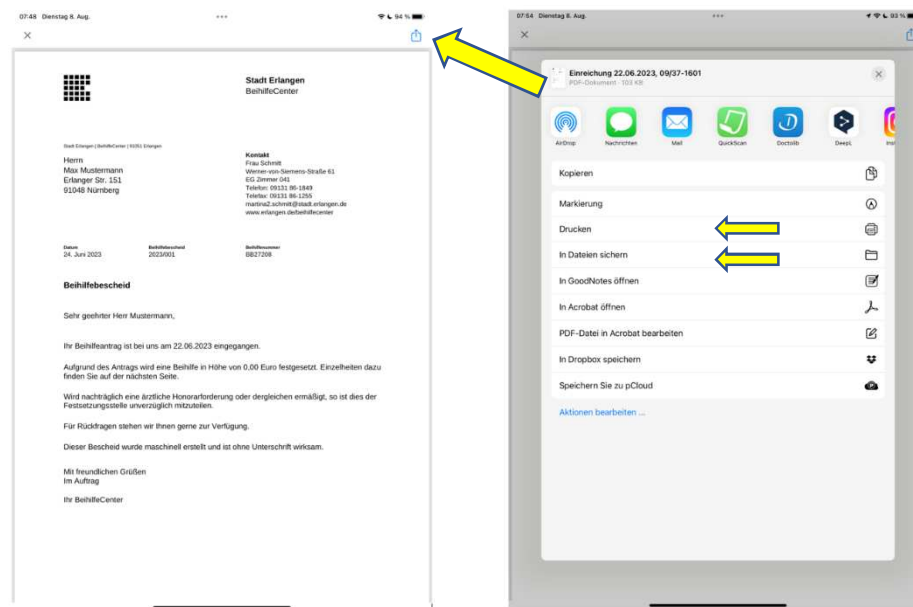 07:48 Dienstag 8. Aug.
94 %
Stadt Erlangen
BeihilfeCenter
Stadt Erlangen | BeihilfeCenter | 91051 Erlangen
Herrn
Max Mustermann
Erlanger Str. 151
91048 Nürnberg
Kontakt
Frau Schmitt
Werner-von-Siemens-Straße 61
EG Zimmer 041
Telefon: 09131 86-1849
Telefax: 09131 86-1255
martina2.schmitt@stadt.erlangen.de
www.erlangen.de/beihilfecenter
Datum
24. Juni 2023
Beihilfebescheid
2023/001
Beihilfenummer
BB27209
Beihilfebescheid
Sehr geehrter Herr Mustermann,
Ihr Beihilfeantrag ist bei uns am 22.06.2023 eingegangen.
Aufgrund des Antrags wird eine Beihilfe in Höhe von 0,00 Euro festgesetzt. Einzelheiten dazu
finden Sie auf der nächsten Seite.
Wird nachträglich eine ärztliche Honorarforderung oder dergleichen ermäßigt, so ist dies der
Festsetzungsstelle unverzüglich mitzuteilen.
Für Rückfragen stehen wir Ihnen gerne zur Verfügung.
Dieser Bescheid wurde maschinell erstellt und ist ohne Unterschrift wirksam.
Mit freundlichen Grüßen
Im Auftrag
Ihr BeihilfeCenter
07:54 Dienstag 8. Aug.
93 %
Einreichung 22.06.2023, 09/37-1601
PDF-Dokument · 103 KB
AirDrop
Nachrichten
Mail
QuickScan
Doctolib
DeepL
Inst
Kopieren
Markierung
Drucken
In Dateien sichern
In GoodNotes öffnen
In Acrobat öffnen
PDF-Datei in Acrobat bearbeiten
In Dropbox speichern
Speichern Sie zu pCloud
Aktionen bearbeiten ...